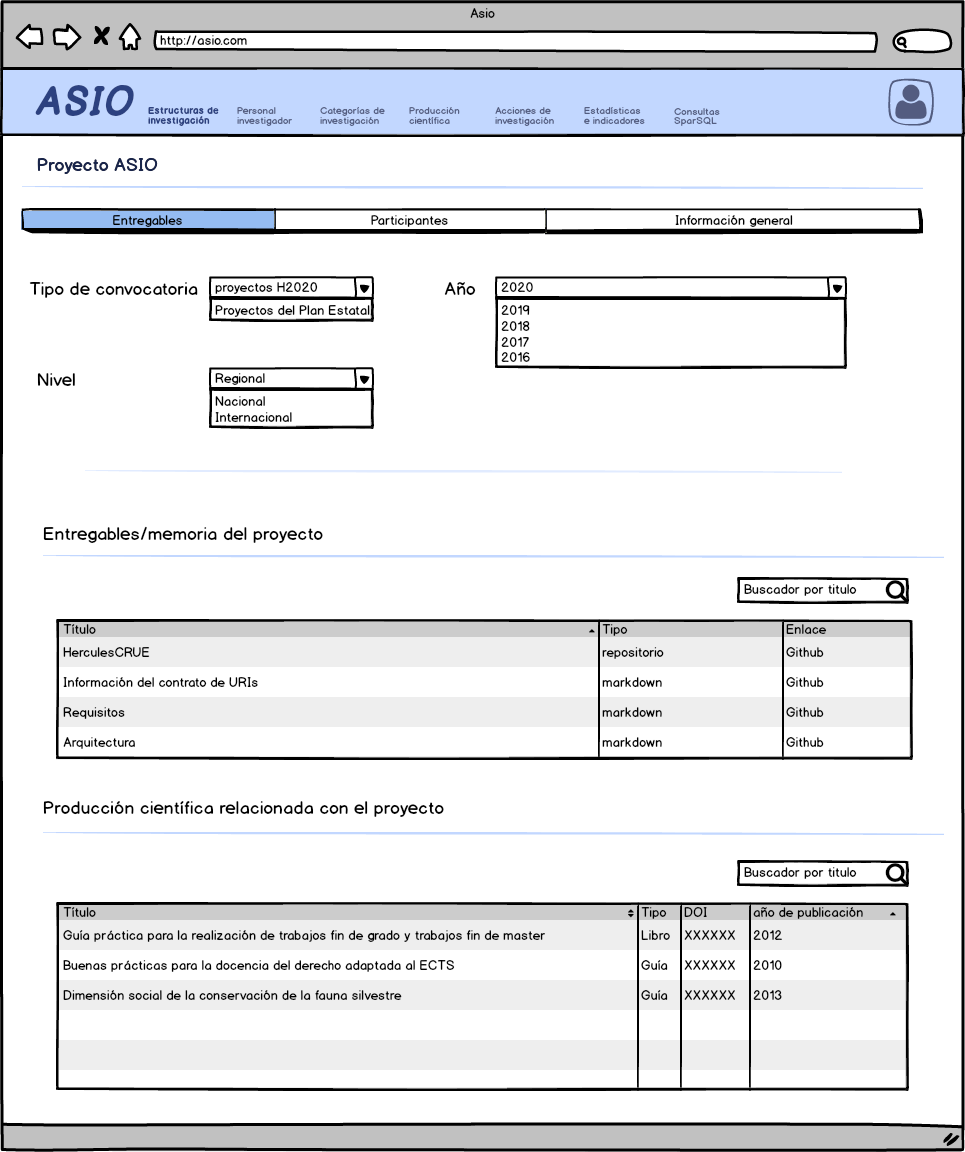 Asio
http://asio.com
ASIO
Estructuras de investigación
Personal investigador
Categorías de investigación
Producción científica
Acciones de investigación
Estadísticas e indicadores
Consultas SparSQL
Proyecto ASIO
Entregables Participantes Información general
Tipo de convocatoria proyectos H2020 Año 2020
Proyectos del Plan Estatal
2019
2018
2017
2016
Nivel Regional
Nacional
Internacional
Entregables/memoria del proyecto
Buscador por titulo
Título Tipo Enlace
HerculesCRUE repositorio Github
Información del contrato de URIs markdown Github
Requisitos markdown Github
Arquitectura markdown Github
Producción científica relacionada con el proyecto
Buscador por titulo
Título Tipo DOI año de publicación
Guía práctica para la realización de trabajos fin de grado y trabajos fin de master Libro XXXXXX 2012
Buenas prácticas para la docencia del derecho adaptada al ECTS Guía XXXXXX 2010
Dimensión social de la conservación de la fauna silvestre Guía XXXXXX 2013